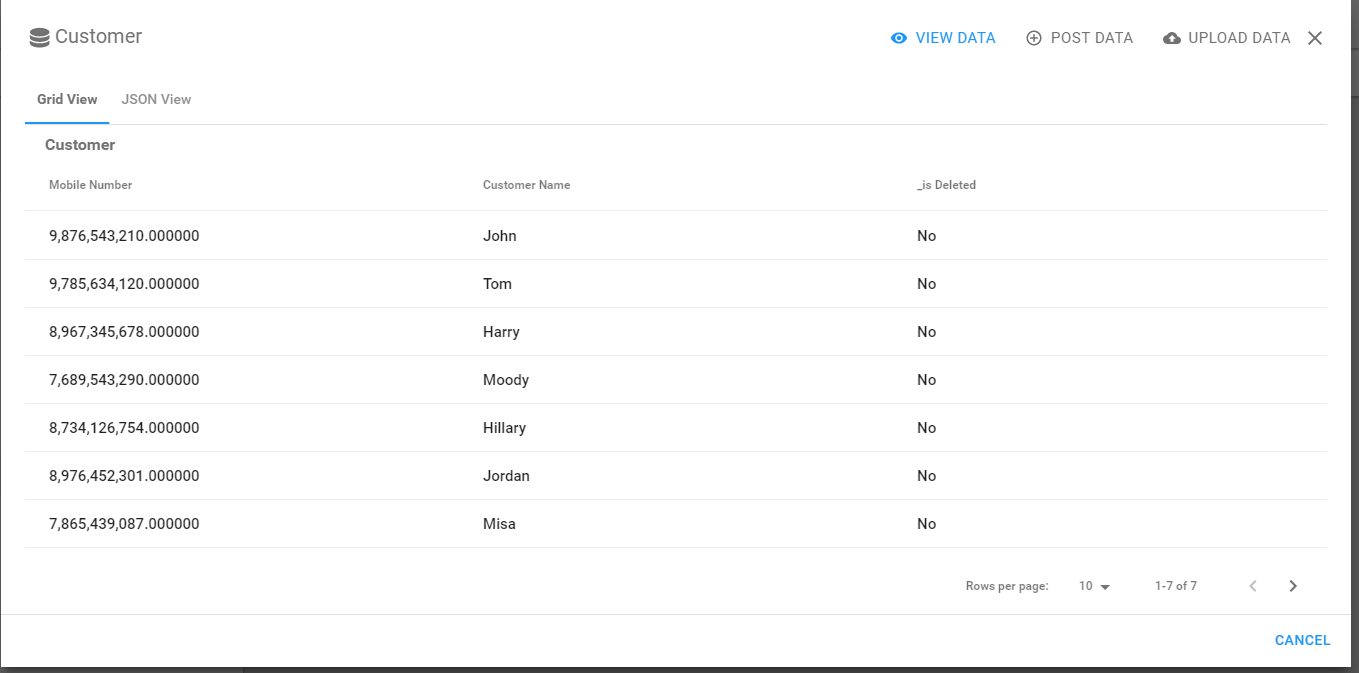 Customer VIEW DATA POST DATA UPLOAD DATA
Grid View JSON View
Customer
Mobile Number Customer Name _is Deleted
9,876,543,210.000000 John No
9,785,634,120.000000 Tom No
8,967,345,678.000000 Harry No
7,689,543,290.000000 Moody No
8,734,126,754.000000 Hillary No
8,976,452,301.000000 Jordan No
7,865,439,087.000000 Misa No
Rows per page: 10 1-7 of 7
CANCEL